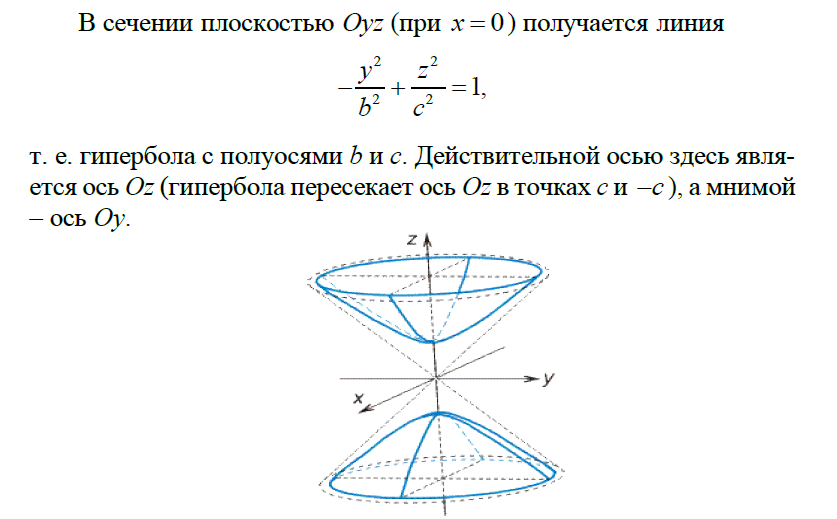 В сечении плоскостью Oyz (при x = 0) получается линия
−y²/b² + z²/c² = 1,
т. е. гипербола с полуосями b и c. Действительной осью здесь явля-
ется ось Oz (гипербола пересекает ось Oz в точках c и −c ), а мнимой
– ось Oy.
z
y
x